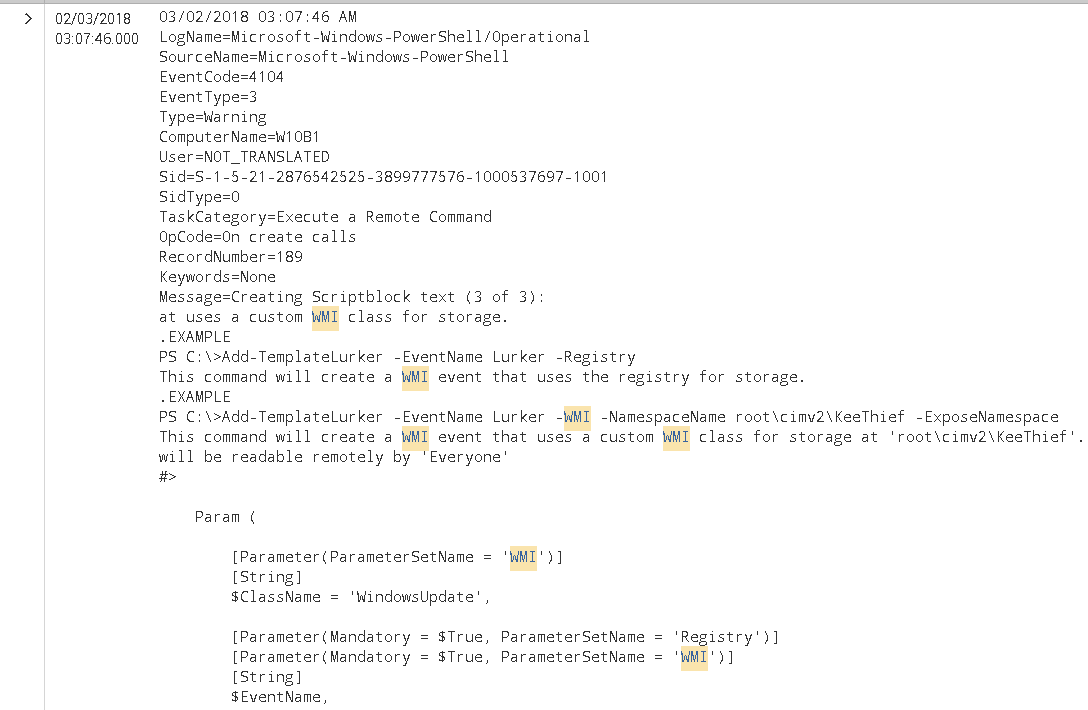 > 02/03/2018 03:07:46.000
03/02/2018 03:07:46 AM
LogName=Microsoft-Windows-PowerShell/Operational
SourceName=Microsoft-Windows-PowerShell
EventCode=4104
EventType=3
Type=Warning
ComputerName=W10B1
User=NOT_TRANSLATED
Sid=S-1-5-21-2876542525-3899777576-1000537697-1001
SidType=0
TaskCategory=Execute a Remote Command
OpCode=On create calls
RecordNumber=189
Keywords=None
Message=Creating Scriptblock text (3 of 3):
at uses a custom WMI class for storage.
.EXAMPLE
PS C:\>Add-TemplateLurker -EventName Lurker -Registry
This command will create a WMI event that uses the registry for storage.
.EXAMPLE
PS C:\>Add-TemplateLurker -EventName Lurker -WMI -NamespaceName root\cimv2\KeeThief -ExposeNamespace
This command will create a WMI event that uses a custom WMI class for storage at 'root\cimv2\KeeThief'.
will be readable remotely by 'Everyone'
#>
Param (
[Parameter(ParameterSetName = 'WMI')]
[String]
$ClassName = 'WindowsUpdate',
[Parameter(Mandatory = $True, ParameterSetName = 'Registry')]
[Parameter(Mandatory = $True, ParameterSetName = 'WMI')]
[String]
$EventName,